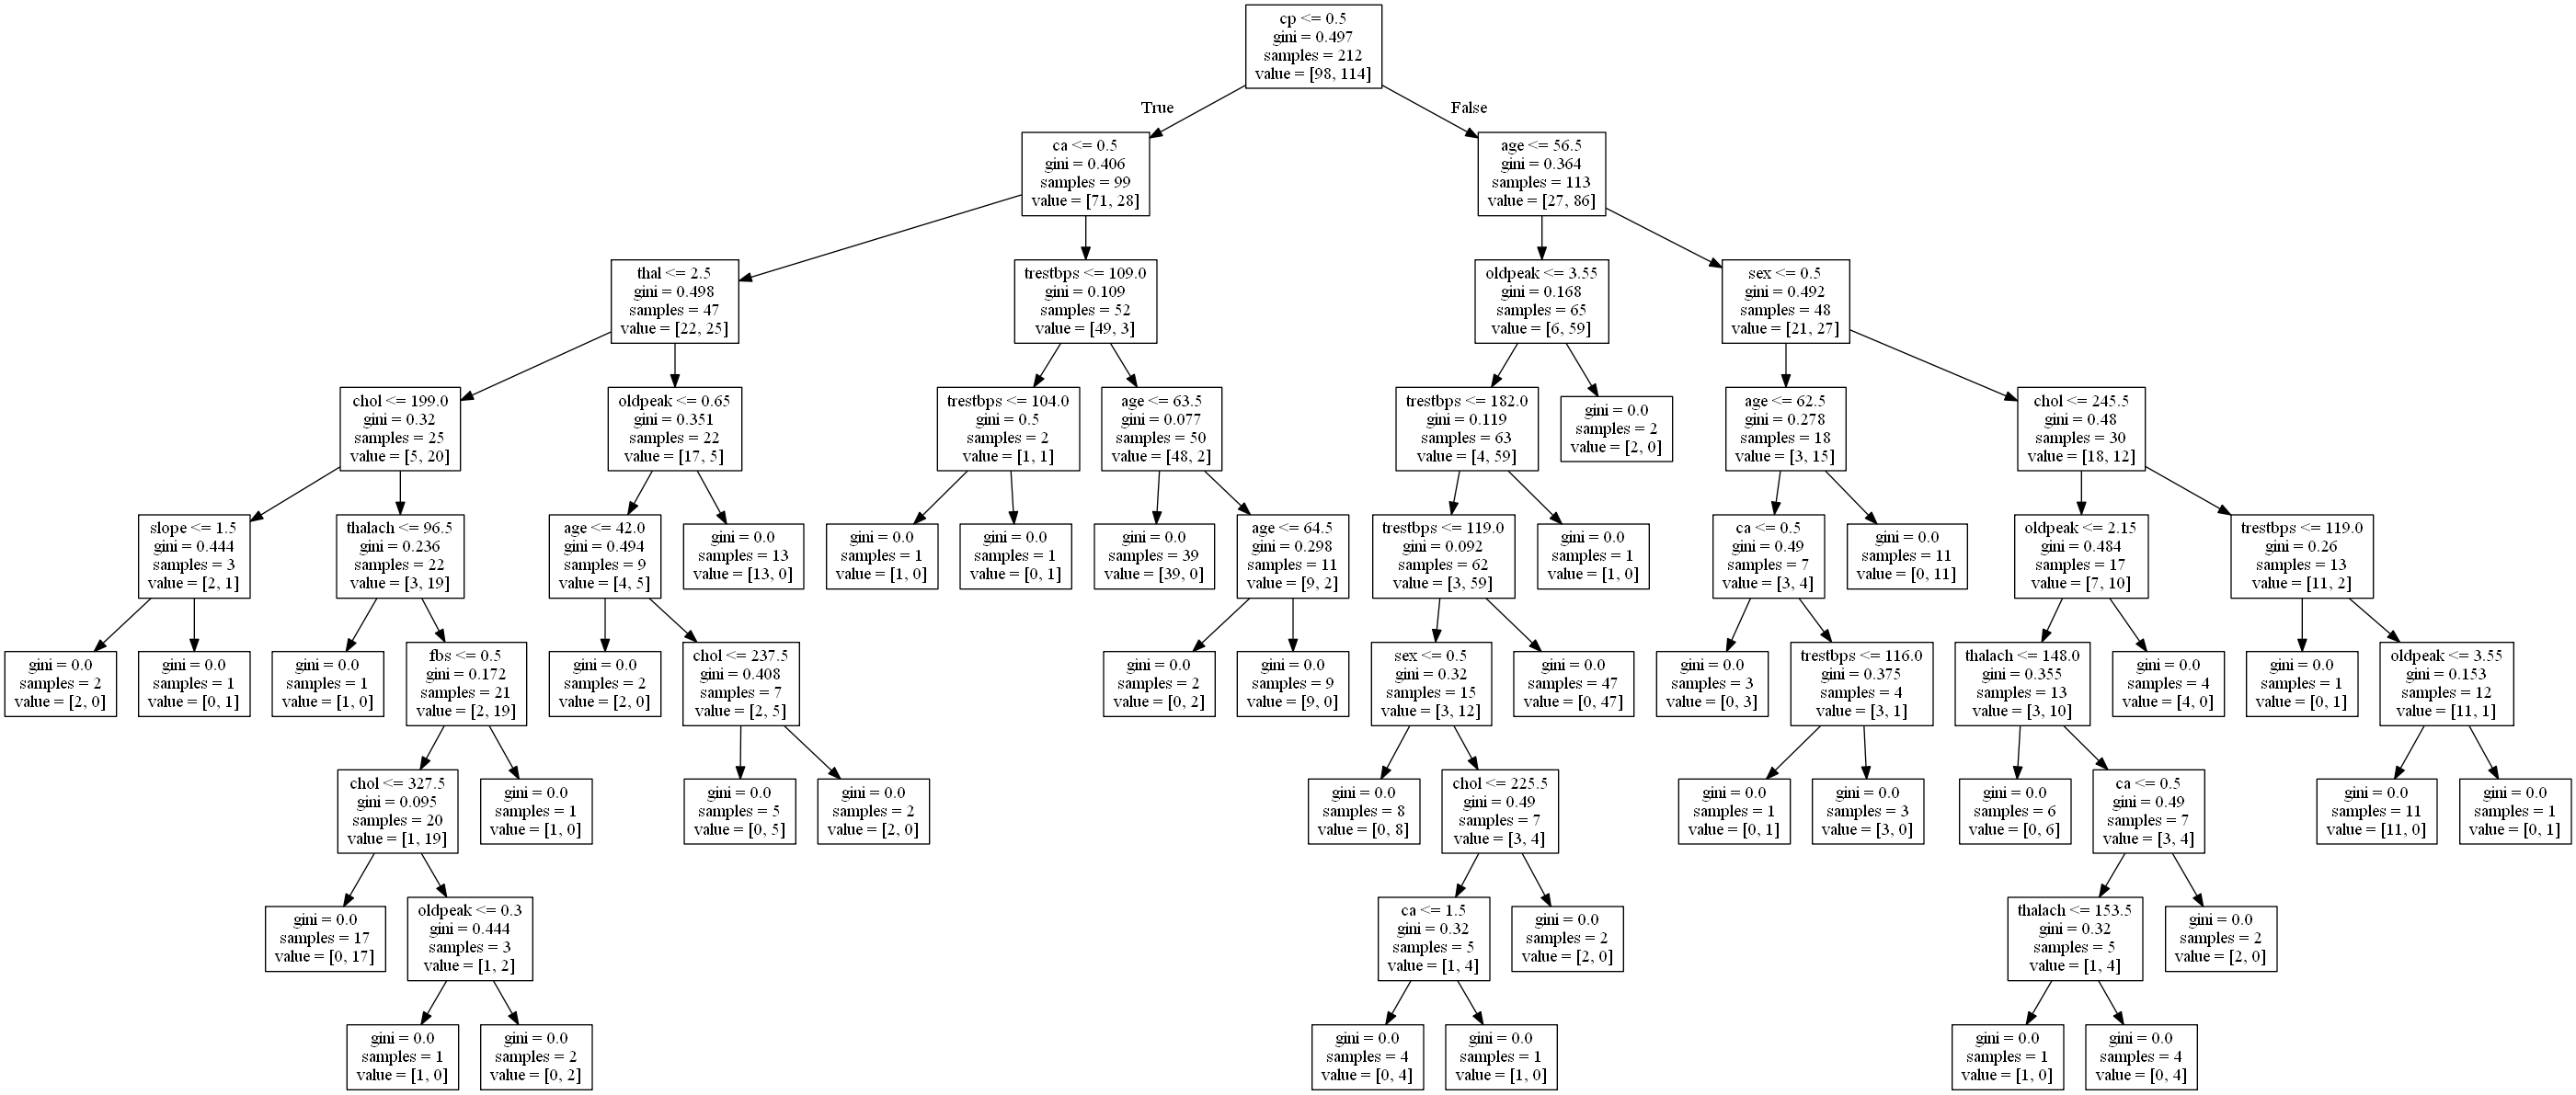 cp <= 0.5
gini = 0.497
samples = 212
value = [98, 114]
True
False
ca <= 0.5
gini = 0.406
samples = 99
value = [71, 28]
age <= 56.5
gini = 0.364
samples = 113
value = [27, 86]
thal <= 2.5
gini = 0.498
samples = 47
value = [22, 25]
trestbps <= 109.0
gini = 0.109
samples = 52
value = [49, 3]
oldpeak <= 3.55
gini = 0.168
samples = 65
value = [6, 59]
sex <= 0.5
gini = 0.492
samples = 48
value = [21, 27]
chol <= 199.0
gini = 0.32
samples = 25
value = [5, 20]
oldpeak <= 0.65
gini = 0.351
samples = 22
value = [17, 5]
trestbps <= 104.0
gini = 0.5
samples = 2
value = [1, 1]
age <= 63.5
gini = 0.077
samples = 50
value = [48, 2]
trestbps <= 182.0
gini = 0.119
samples = 63
value = [4, 59]
gini = 0.0
samples = 2
value = [2, 0]
age <= 62.5
gini = 0.278
samples = 18
value = [3, 15]
chol <= 245.5
gini = 0.48
samples = 30
value = [18, 12]
slope <= 1.5
gini = 0.444
samples = 3
value = [2, 1]
thalach <= 96.5
gini = 0.236
samples = 22
value = [3, 19]
age <= 42.0
gini = 0.494
samples = 9
value = [4, 5]
gini = 0.0
samples = 13
value = [13, 0]
gini = 0.0
samples = 1
value = [1, 0]
gini = 0.0
samples = 1
value = [0, 1]
gini = 0.0
samples = 39
value = [39, 0]
age <= 64.5
gini = 0.298
samples = 11
value = [9, 2]
trestbps <= 119.0
gini = 0.092
samples = 62
value = [3, 59]
gini = 0.0
samples = 1
value = [1, 0]
ca <= 0.5
gini = 0.49
samples = 7
value = [3, 4]
gini = 0.0
samples = 11
value = [0, 11]
oldpeak <= 2.15
gini = 0.484
samples = 17
value = [7, 10]
trestbps <= 119.0
gini = 0.26
samples = 13
value = [11, 2]
gini = 0.0
samples = 2
value = [2, 0]
gini = 0.0
samples = 1
value = [0, 1]
gini = 0.0
samples = 1
value = [1, 0]
fbs <= 0.5
gini = 0.172
samples = 21
value = [2, 19]
gini = 0.0
samples = 2
value = [2, 0]
chol <= 237.5
gini = 0.408
samples = 7
value = [2, 5]
gini = 0.0
samples = 2
value = [0, 2]
gini = 0.0
samples = 9
value = [9, 0]
sex <= 0.5
gini = 0.32
samples = 15
value = [3, 12]
gini = 0.0
samples = 47
value = [0, 47]
gini = 0.0
samples = 3
value = [0, 3]
trestbps <= 116.0
gini = 0.375
samples = 4
value = [3, 1]
thalach <= 148.0
gini = 0.355
samples = 13
value = [3, 10]
gini = 0.0
samples = 4
value = [4, 0]
gini = 0.0
samples = 1
value = [0, 1]
oldpeak <= 3.55
gini = 0.153
samples = 12
value = [11, 1]
chol <= 327.5
gini = 0.095
samples = 20
value = [1, 19]
gini = 0.0
samples = 1
value = [1, 0]
gini = 0.0
samples = 5
value = [0, 5]
gini = 0.0
samples = 2
value = [2, 0]
gini = 0.0
samples = 8
value = [0, 8]
chol <= 225.5
gini = 0.49
samples = 7
value = [3, 4]
gini = 0.0
samples = 1
value = [0, 1]
gini = 0.0
samples = 3
value = [3, 0]
gini = 0.0
samples = 6
value = [0, 6]
ca <= 0.5
gini = 0.49
samples = 7
value = [3, 4]
gini = 0.0
samples = 11
value = [11, 0]
gini = 0.0
samples = 1
value = [0, 1]
gini = 0.0
samples = 17
value = [0, 17]
oldpeak <= 0.3
gini = 0.444
samples = 3
value = [1, 2]
ca <= 1.5
gini = 0.32
samples = 5
value = [1, 4]
gini = 0.0
samples = 2
value = [2, 0]
thalach <= 153.5
gini = 0.32
samples = 5
value = [1, 4]
gini = 0.0
samples = 2
value = [2, 0]
gini = 0.0
samples = 1
value = [1, 0]
gini = 0.0
samples = 2
value = [0, 2]
gini = 0.0
samples = 4
value = [0, 4]
gini = 0.0
samples = 1
value = [1, 0]
gini = 0.0
samples = 1
value = [1, 0]
gini = 0.0
samples = 4
value = [0, 4]